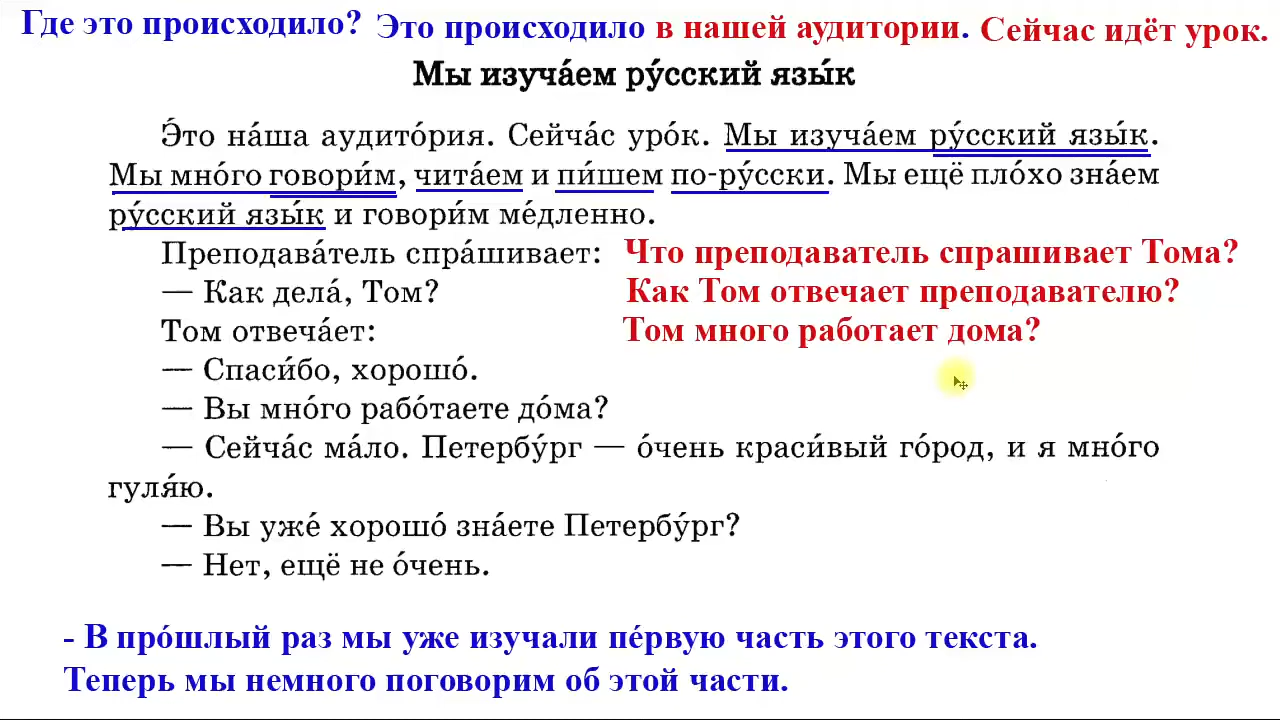 Где это происходило? Это происходило в нашей аудитории. Сейчас идёт урок.
Мы изуча́ем ру́сский язы́к
Э́то на́ша аудито́рия. Сейча́с уро́к. Мы изуча́ем ру́сский язы́к.
Мы мно́го говори́м, чита́ем и пи́шем по-ру́сски. Мы ещё пло́хо зна́ем
ру́сский язы́к и говори́м ме́дленно.
Преподава́тель спра́шивает: Что преподаватель спрашивает Тома?
— Как дела́, Том? Как Том отвечает преподавателю?
Том отвеча́ет: Том много работает дома?
— Спаси́бо, хорошо́.
— Вы мно́го рабо́таете до́ма?
— Сейча́с ма́ло. Петербу́рг — о́чень краси́вый го́род, и я мно́го
гуля́ю.
— Вы уже́ хорошо́ зна́ете Петербу́рг?
— Нет, ещё не о́чень.
- В про́шлый раз мы уже изучали пе́рвую часть этого текста.
Теперь мы немного поговорим об этой части.